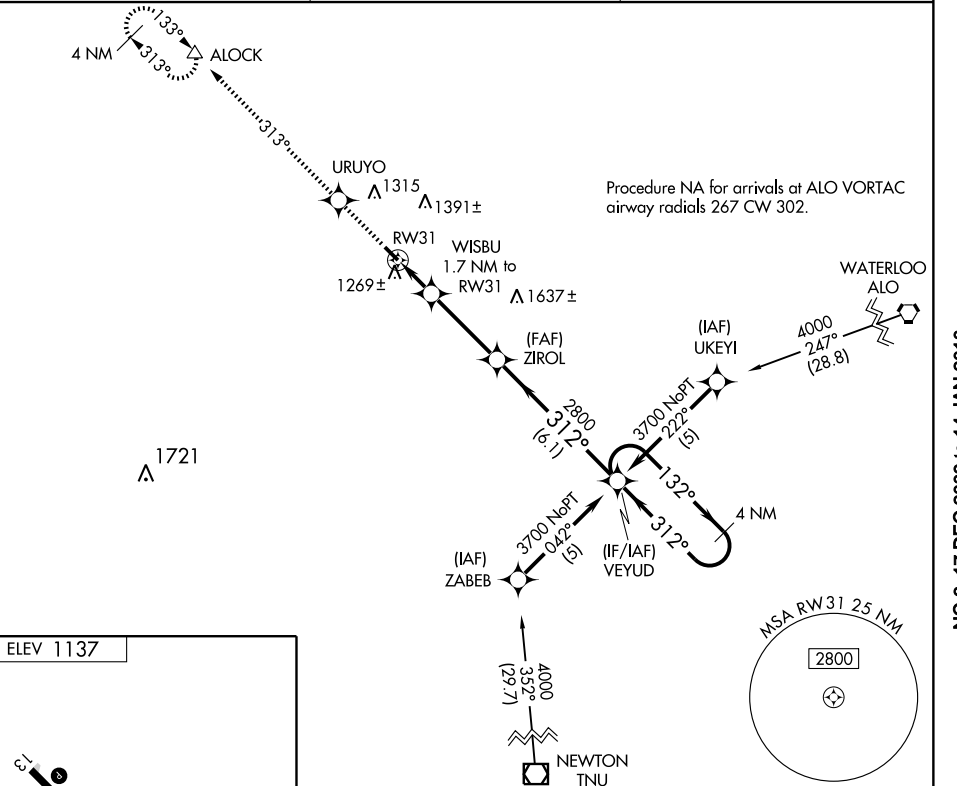 133°
313°
4 NM
ALOCK
313°
URUYO
1315
1391±
Procedure NA for arrivals at ALO VORTAC
airway radials 267 CW 302.
RW31
WISBU
1.7 NM to
RW31
1269±
1637±
WATERLOO
ALO
4000
247°
(28.8)
(IAF)
UKEYI
(FAF)
ZIROL
3700 NoPT
222°
(5)
2800
312°
(6.1)
1721
132°
4 NM
312°
3700 NoPT
042°
(5)
(IF/IAF)
VEYUD
(IAF)
ZABEB
MSA RW31 25 NM
2800
ELEV 1137
4000
352°
(29.7)
NEWTON
TNU
13
P